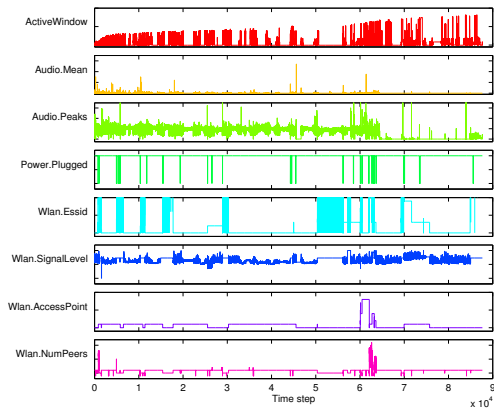 ActiveWindow
Audio.Mean
Audio.Peaks
Power.Plugged
Wlan.Essid
Wlan.SignalLevel
Wlan.AccessPoint
Wlan.NumPeers
0 1 2 3 4 5 6 7 8 9
Time step
x 10^4